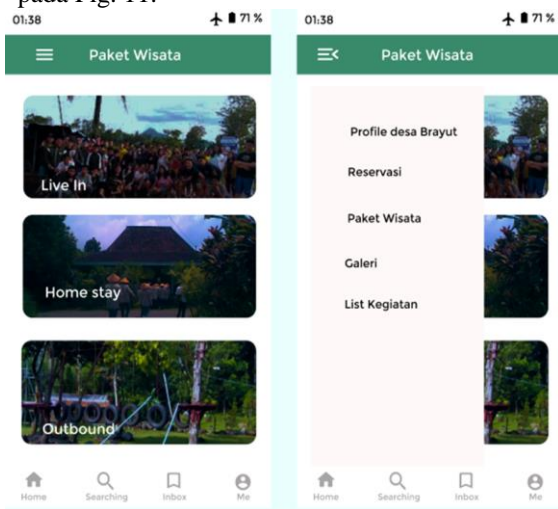 pada Fig. 11.
01:38 71 %
Paket Wisata
Live In
Home stay
Outbound
Home Searching Inbox Me
01:38 71 %
Paket Wisata
Profile desa Brayut
Reservasi
Paket Wisata
Galeri
List Kegiatan
Home Searching Inbox Me